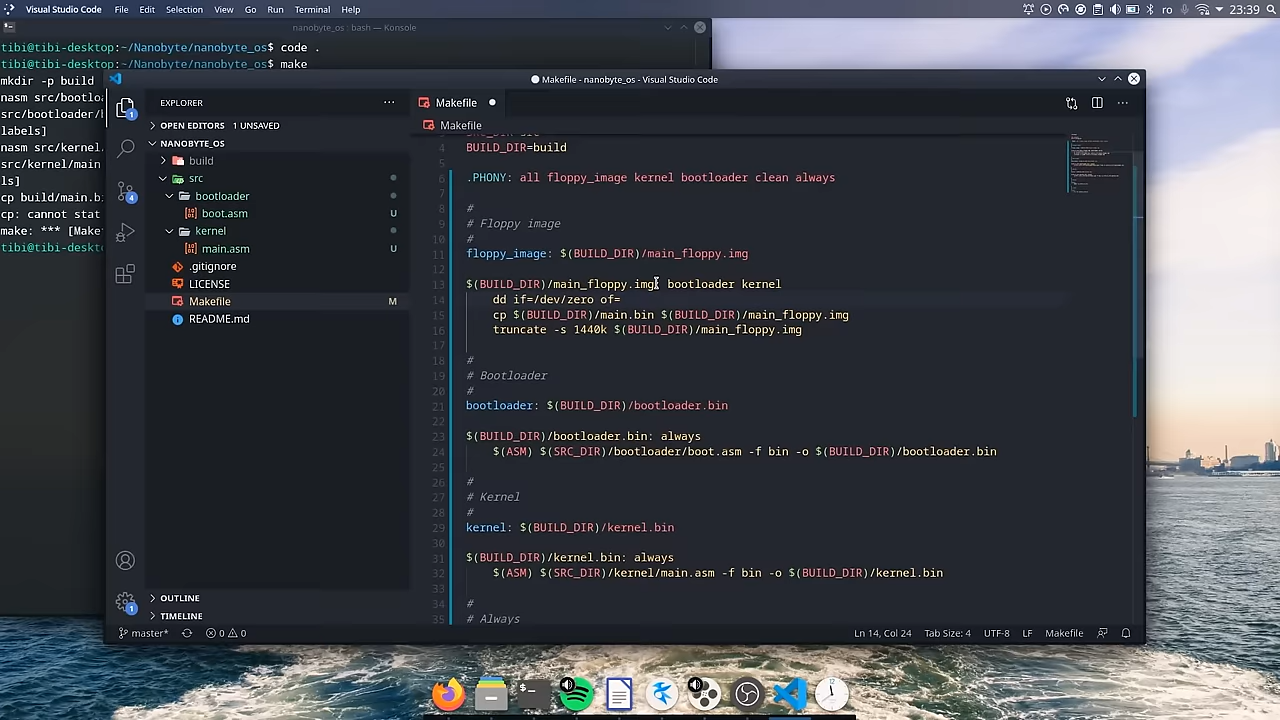 Visual Studio Code File Edit Selection View Go Run Terminal Help
ro 23:39
nanobyte_os : bash — Konsole
tibi@tibi-desktop:~/Nanobyte/nanobyte_os$ code .
tibi@tibi-desktop:~/Nanobyte/nanobyte_os$ make
mkdir -p build
nasm src/bootlo
src/bootloader/
labels]
nasm src/kernel
src/kernel/main
ls]
cp build/main.b
cp: cannot stat
make: *** [Make
tibi@tibi-deskt
Makefile - nanobyte_os - Visual Studio Code
EXPLORER
OPEN EDITORS 1 UNSAVED
NANOBYTE_OS
build
src
bootloader
boot.asm U
kernel
main.asm U
.gitignore
LICENSE
Makefile M
README.md
OUTLINE
TIMELINE
1
4
1
Makefile
Makefile
4 BUILD_DIR=build
5
6 .PHONY: all floppy_image kernel bootloader clean always
7
8 #
9 # Floppy image
10 #
11 floppy_image: $(BUILD_DIR)/main_floppy.img
12
13 $(BUILD_DIR)/main_floppy.img: bootloader kernel
14 dd if=/dev/zero of=
15 cp $(BUILD_DIR)/main.bin $(BUILD_DIR)/main_floppy.img
16 truncate -s 1440k $(BUILD_DIR)/main_floppy.img
17
18 #
19 # Bootloader
20 #
21 bootloader: $(BUILD_DIR)/bootloader.bin
22
23 $(BUILD_DIR)/bootloader.bin: always
24 $(ASM) $(SRC_DIR)/bootloader/boot.asm -f bin -o $(BUILD_DIR)/bootloader.bin
25
26 #
27 # Kernel
28 #
29 kernel: $(BUILD_DIR)/kernel.bin
30
31 $(BUILD_DIR)/kernel.bin: always
32 $(ASM) $(SRC_DIR)/kernel/main.asm -f bin -o $(BUILD_DIR)/kernel.bin
33
34 #
35 # Always
master* 0 0 Ln 14, Col 24 Tab Size: 4 UTF-8 LF Makefile